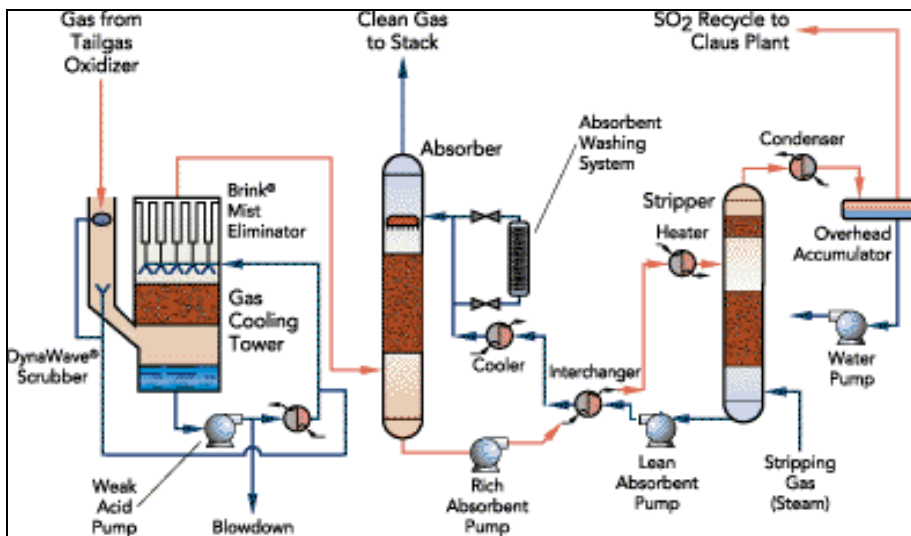 Gas from
Tailgas
Oxidizer
Clean Gas
to Stack
SO2 Recycle to
Claus Plant
Absorber
Absorbent
Washing
System
Condenser
Brink®
Mist
Eliminator
Stripper
Heater
Overhead
Accumulator
Gas
Cooling
Tower
DynaWave®
Scrubber
Cooler
Interchanger
Water
Pump
Weak
Acid
Pump
Blowdown
Rich
Absorbent
Pump
Lean
Absorbent
Pump
Stripping
Gas
(Steam)